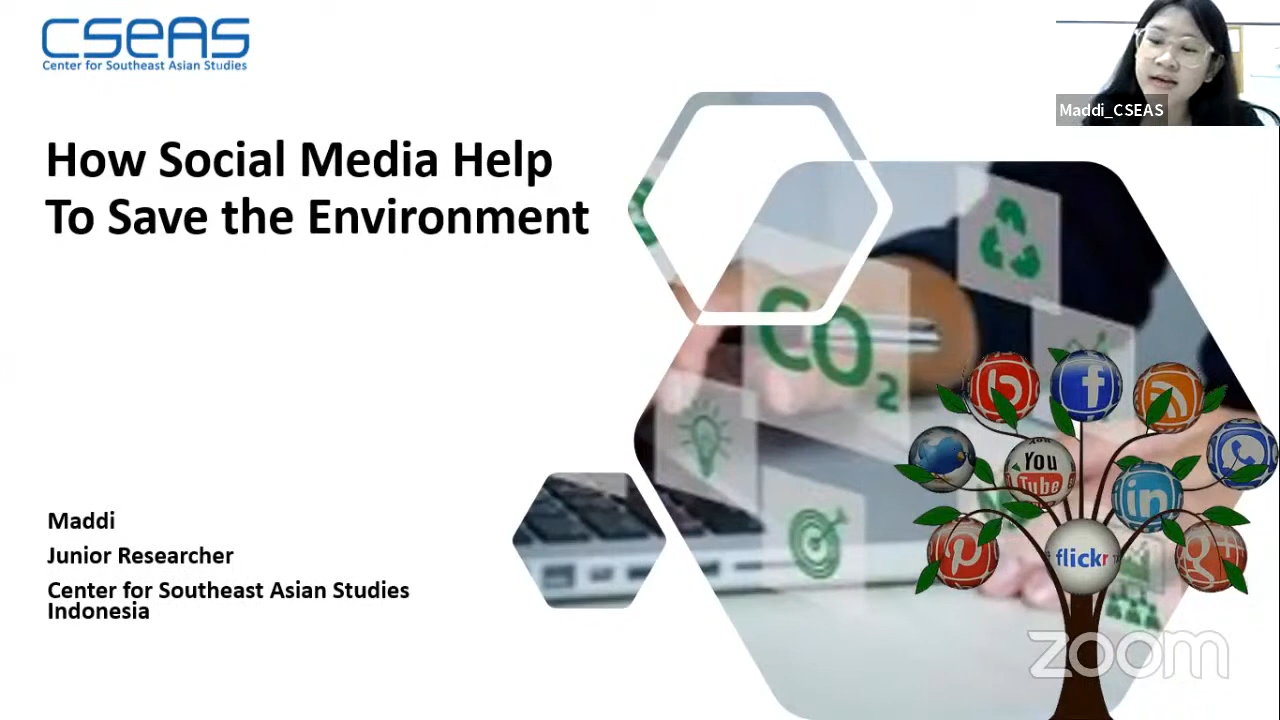 CSEAS
Center for Southeast Asian Studies
Maddi_CSEAS
How Social Media Help
To Save the Environment
CO2
You
Tube
in
flickr
Maddi
Junior Researcher
Center for Southeast Asian Studies
Indonesia
zoom